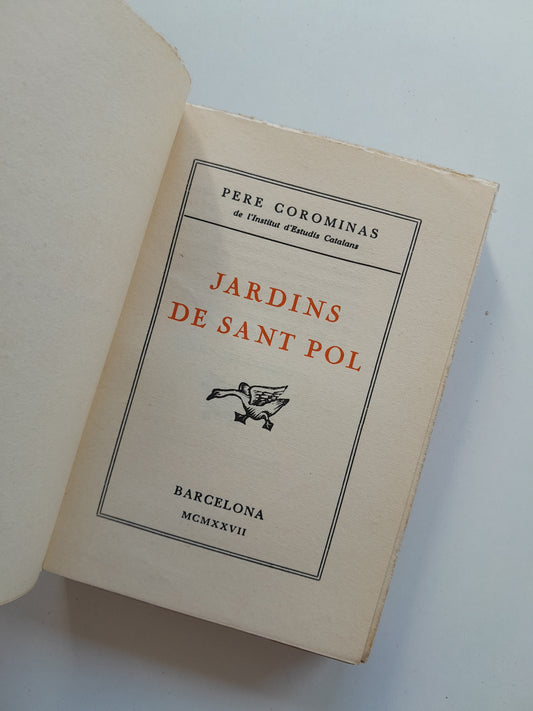 PERE COROMINAS
de l'Institut d'Estudis Catalans
JARDINS
DE SANT POL
BARCELONA
MCMXXVII